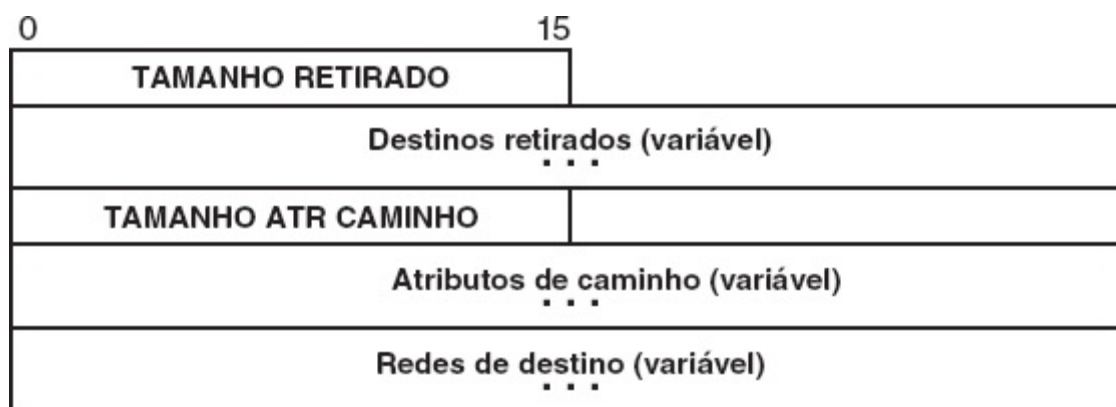 0 15
TAMANHO RETIRADO
Destinos retirados (variável)
. . .
TAMANHO ATR CAMINHO
Atributos de caminho (variável)
. . .
Redes de destino (variável)
. . .